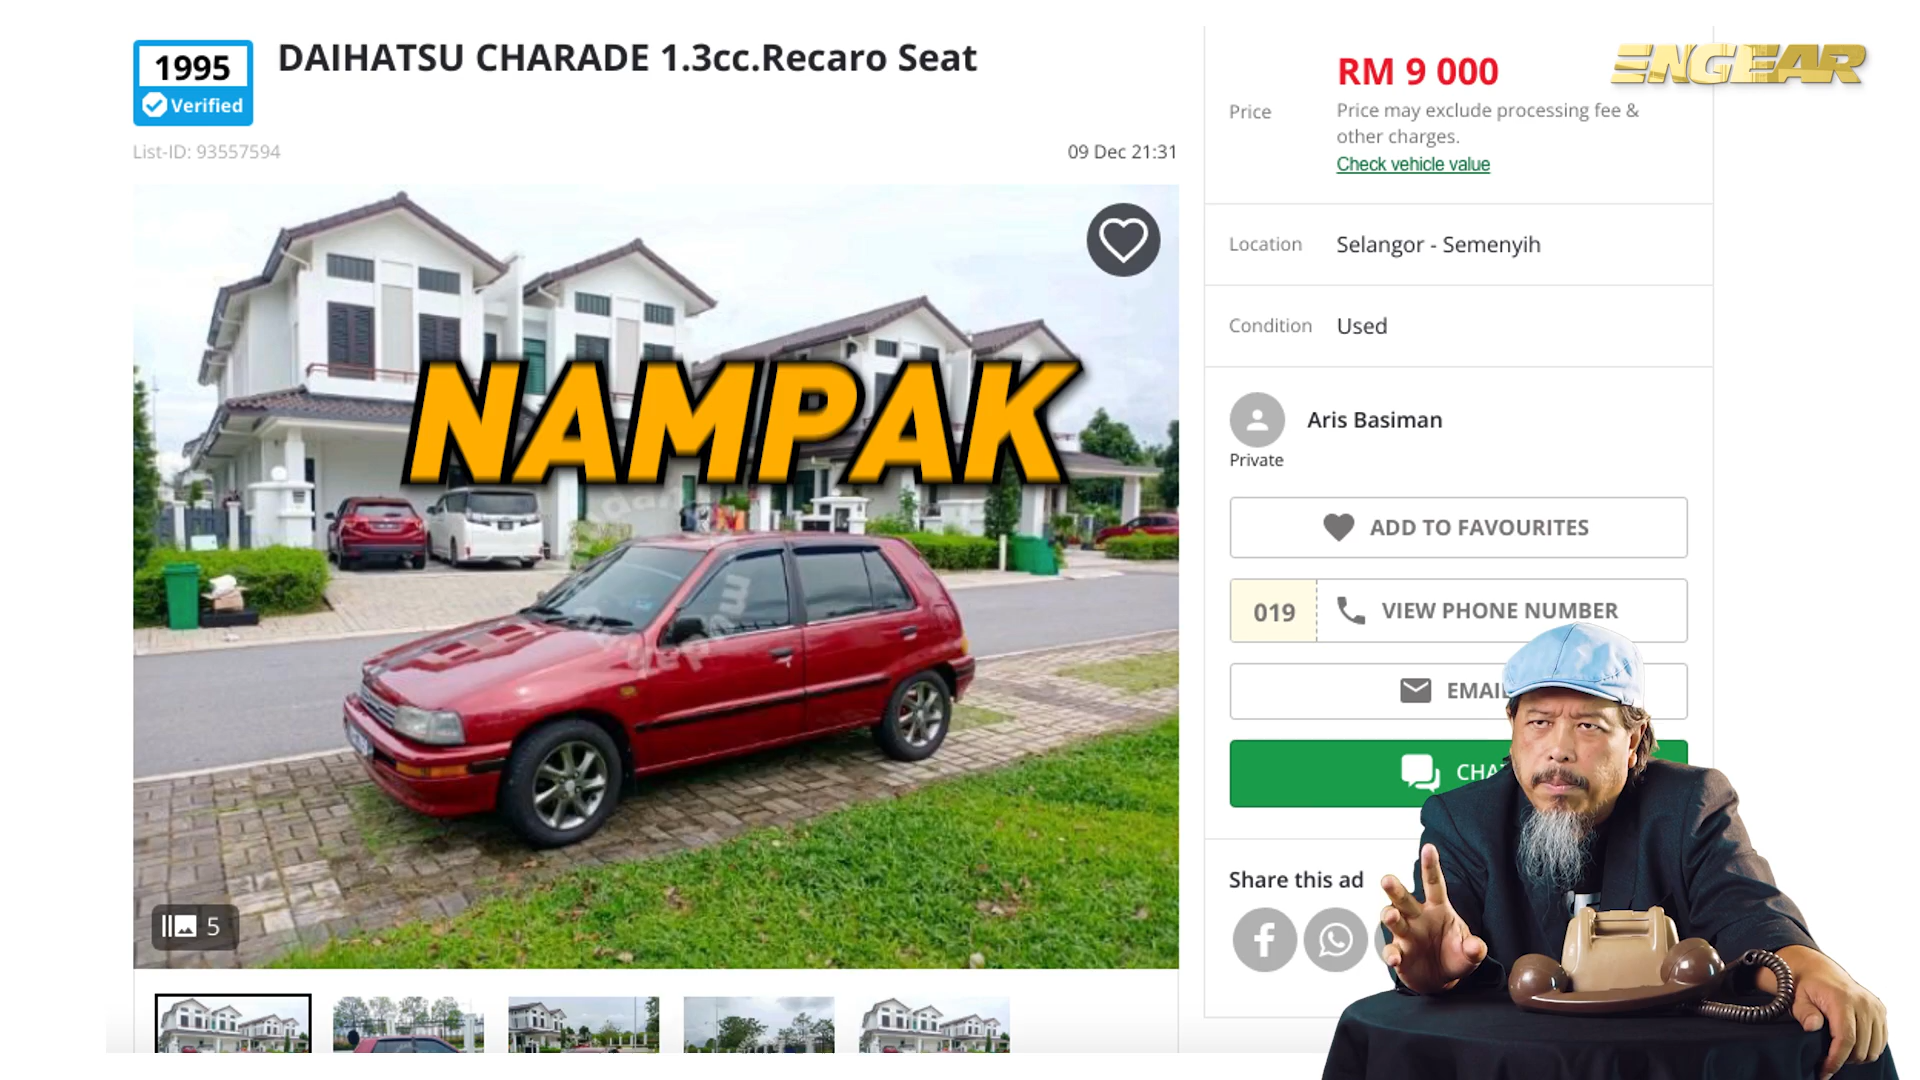 1995
Verified
DAIHATSU CHARADE 1.3cc.Recaro Seat
List-ID: 93557594
09 Dec 21:31
NAMPAK
5
ENGEAR
Price
RM 9 000
Price may exclude processing fee &
other charges.
Check vehicle value
Location
Selangor - Semenyih
Condition
Used
Aris Basiman
Private
ADD TO FAVOURITES
019
VIEW PHONE NUMBER
EMAIL
CHA
Share this ad